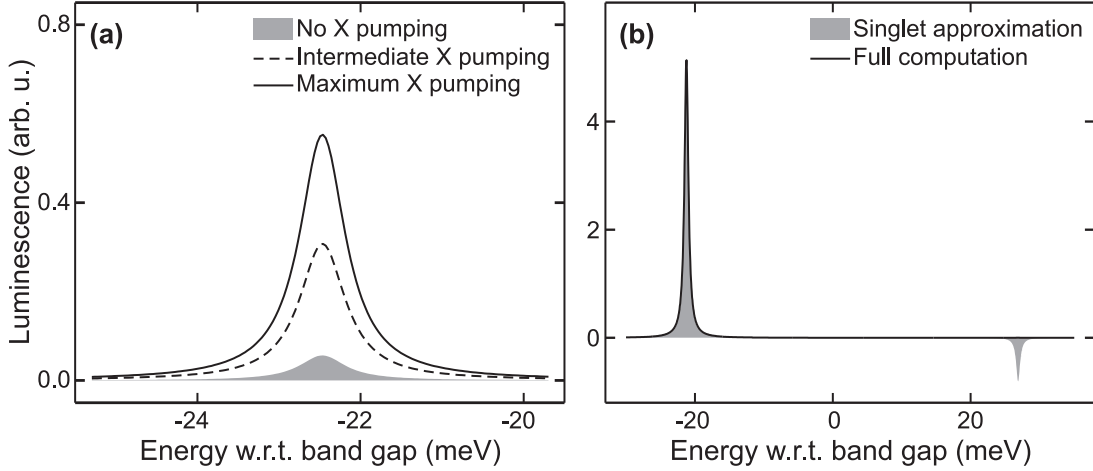 (a)
No X pumping
Intermediate X pumping
Maximum X pumping
0.8
0.4
0.0
Luminescence (arb. u.)
-24
-22
-20
Energy w.r.t. band gap (meV)
(b)
Singlet approximation
Full computation
4
2
0
-20
0
20
Energy w.r.t. band gap (meV)